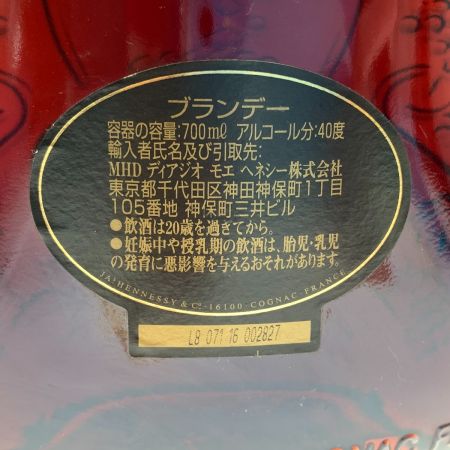 ブランデー
容器の容量:700mℓ アルコール分:40度
輸入者氏名及び引取先:
MHD ディアジオ モエ ヘネシー株式会社
東京都千代田区神田神保町1丁目
105番地 神保町三井ビル
●飲酒は20歳を過ぎてから。
●妊娠中や授乳期の飲酒は、胎児・乳児
の発育に悪影響を与えるおそれがあります。
JAS HENNESSY & Cº - 16100 - COGNAC - FRANCE
L8 071 16 002827